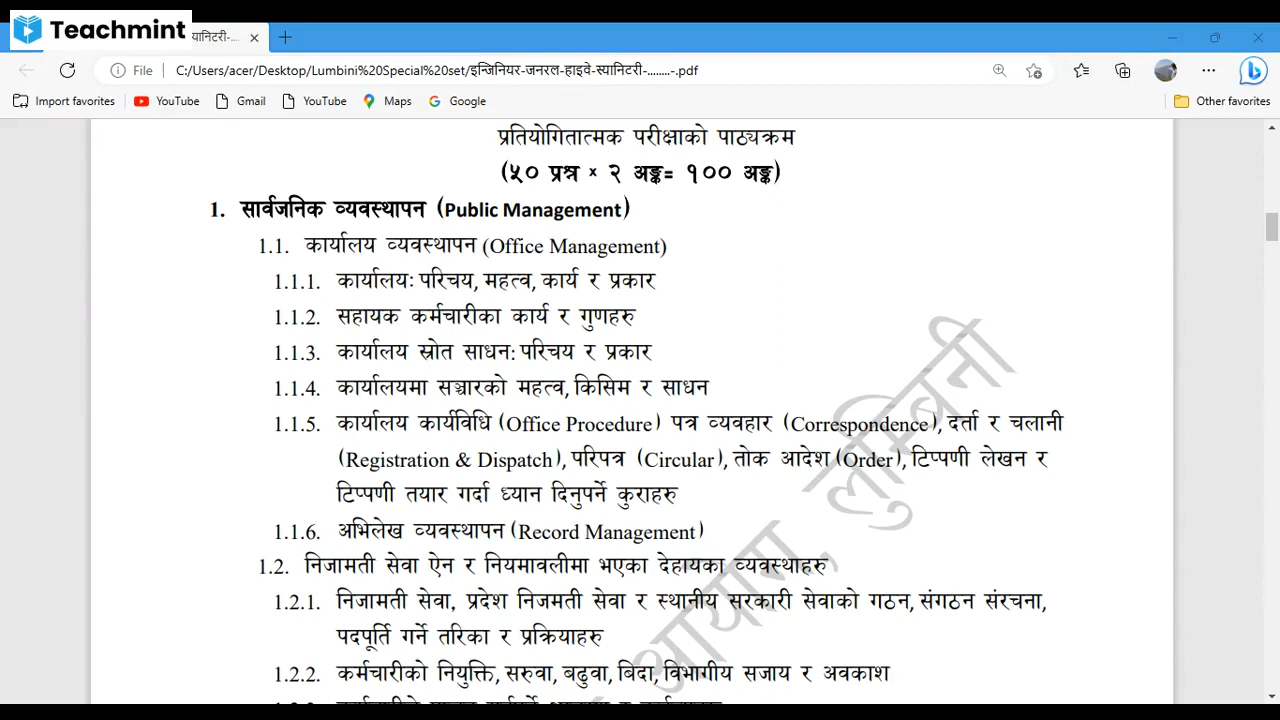 Teachmint
यानिटरी-...
File
C:/Users/acer/Desktop/Lumbini%20Special%20set/इन्जिनियर-जनरल-हाइवे-स्यानिटरी-........-.pdf
Import favorites YouTube Gmail YouTube Maps Google Other favorites
प्रतियोगितात्मक परीक्षाको पाठ्यक्रम
(५० प्रश्न × २ अङ्क= १०० अङ्क)
1. सार्वजनिक व्यवस्थापन (Public Management)
1.1. कार्यालय व्यवस्थापन (Office Management)
1.1.1. कार्यालयः परिचय, महत्व, कार्य र प्रकार
1.1.2. सहायक कर्मचारीका कार्य र गुणहरु
1.1.3. कार्यालय स्रोत साधन: परिचय र प्रकार
1.1.4. कार्यालयमा सञ्चारको महत्व, किसिम र साधन
1.1.5. कार्यालय कार्यविधि (Office Procedure) पत्र व्यवहार (Correspondence), दर्ता र चलानी
(Registration & Dispatch), परिपत्र (Circular), तोक आदेश (Order), टिप्पणी लेखन र
टिप्पणी तयार गर्दा ध्यान दिनुपर्ने कुराहरु
1.1.6. अभिलेख व्यवस्थापन (Record Management)
1.2. निजामती सेवा ऐन र नियमावलीमा भएका देहायका व्यवस्थाहरु
1.2.1. निजामती सेवा, प्रदेश निजमती सेवा र स्थानीय सरकारी सेवाको गठन, संगठन संरचना,
पदपूर्ति गर्ने तरिका र प्रक्रियाहरु
1.2.2. कर्मचारीको नियुक्ति, सरुवा, बढुवा, बिदा, विभागीय सजाय र अवकाश
आयोग, लुम्बिनी